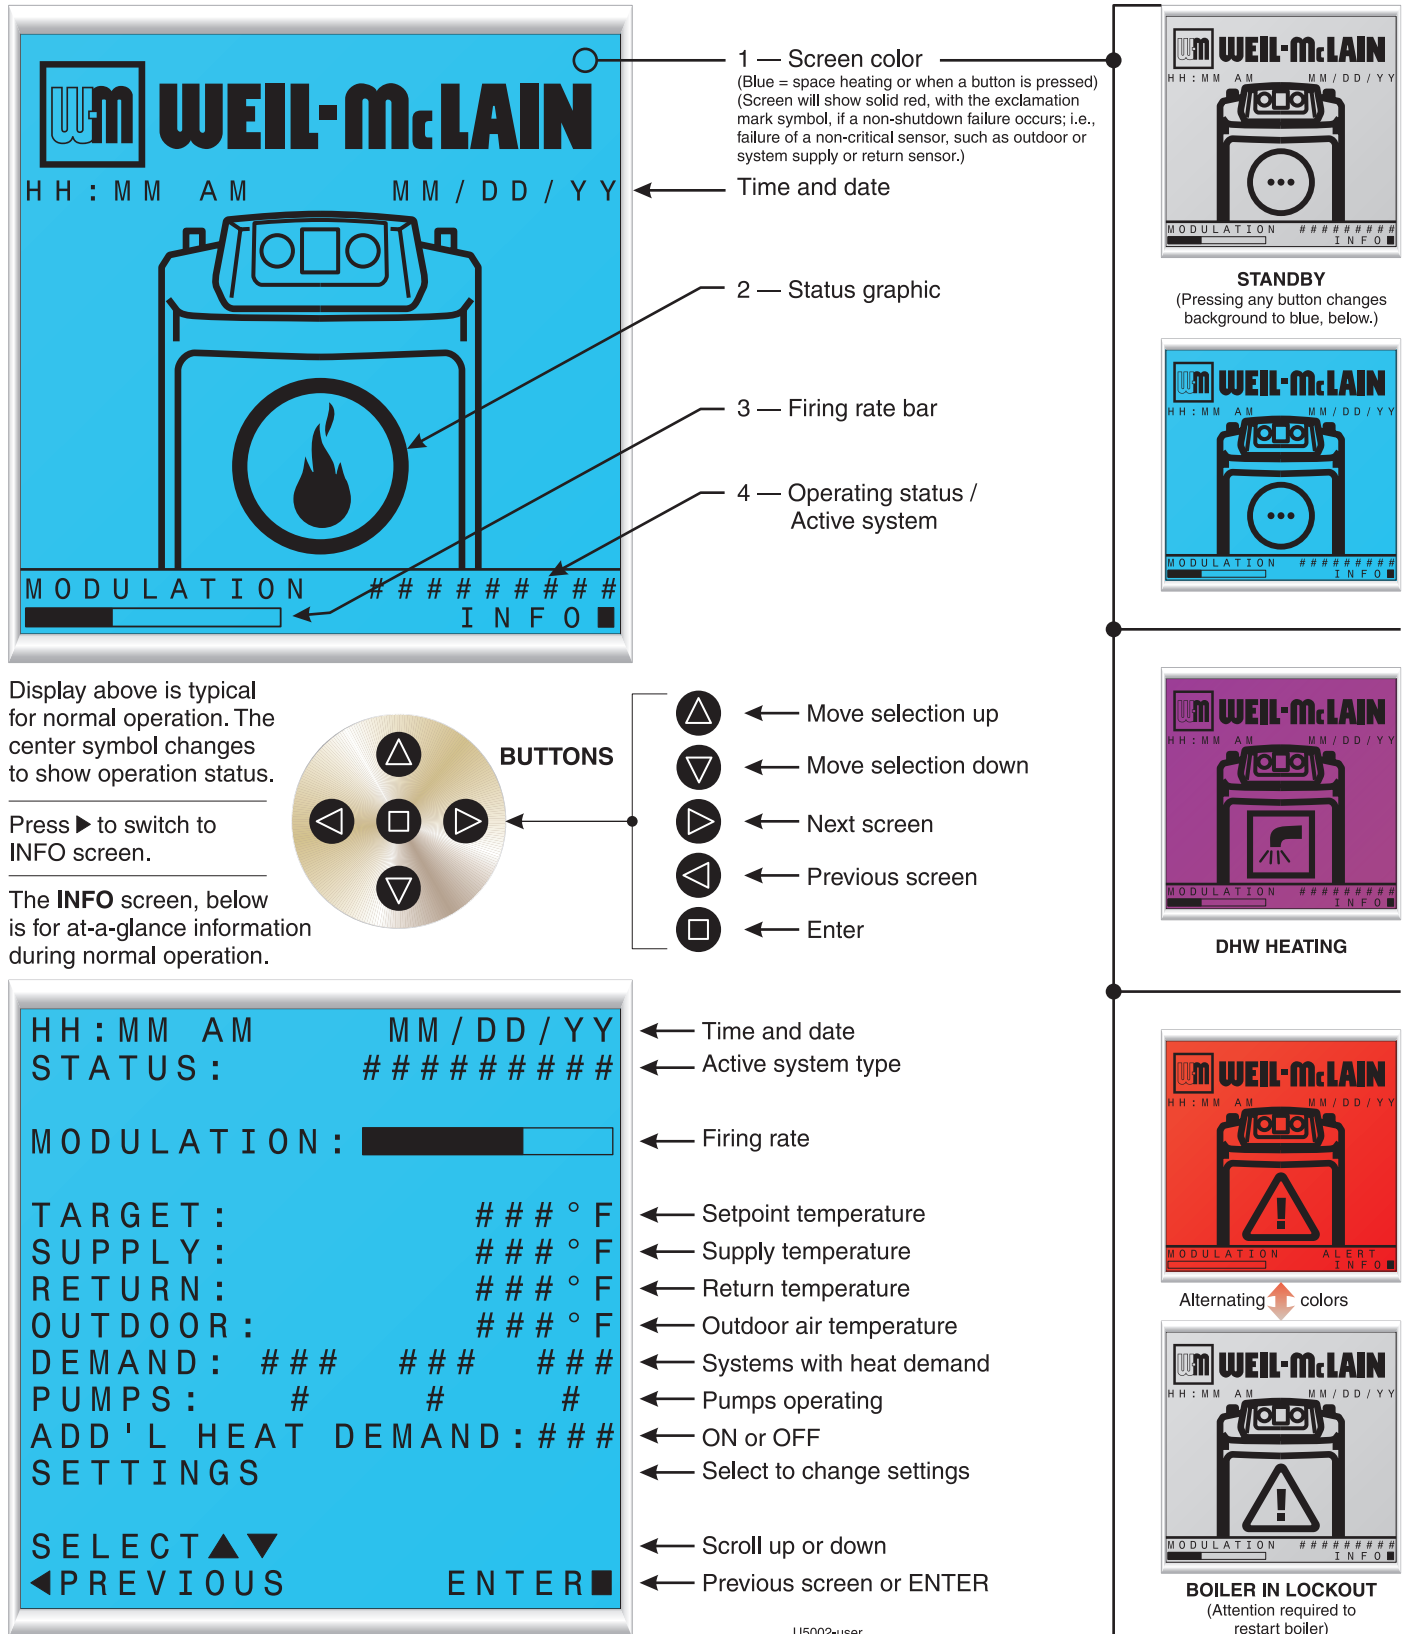 W·M WEIL-McLAIN
HH:MM AM MM/DD/YY
MODULATION #########
INFO■
1 — Screen color
(Blue = space heating or when a button is pressed)
(Screen will show solid red, with the exclamation
mark symbol, if a non-shutdown failure occurs; i.e.,
failure of a non-critical sensor, such as outdoor or
system supply or return sensor.)
Time and date
2 — Status graphic
3 — Firing rate bar
4 — Operating status /
Active system
Display above is typical
for normal operation. The
center symbol changes
to show operation status.
Press ▶ to switch to
INFO screen.
The INFO screen, below
is for at-a-glance information
during normal operation.
BUTTONS
Move selection up
Move selection down
Next screen
Previous screen
Enter
HH:MM AM MM/DD/YY
STATUS: #########
MODULATION:
TARGET: ###°F
SUPPLY: ###°F
RETURN: ###°F
OUTDOOR: ###°F
DEMAND: ### ### ###
PUMPS: # # #
ADD'L HEAT DEMAND:###
SETTINGS
SELECT▲▼
◀PREVIOUS ENTER■
Time and date
Active system type
Firing rate
Setpoint temperature
Supply temperature
Return temperature
Outdoor air temperature
Systems with heat demand
Pumps operating
ON or OFF
Select to change settings
Scroll up or down
Previous screen or ENTER
U5002-user
W·M WEIL-McLAIN
HH:MM AM MM/DD/YY
MODULATION #########
INFO■
STANDBY
(Pressing any button changes
background to blue, below.)
W·M WEIL-McLAIN
HH:MM AM MM/DD/YY
MODULATION #########
INFO■
W·M WEIL-McLAIN
HH:MM AM MM/DD/YY
MODULATION #########
INFO■
DHW HEATING
W·M WEIL-McLAIN
HH:MM AM MM/DD/YY
!
MODULATION ALERT
INFO■
Alternating colors
W·M WEIL-McLAIN
HH:MM AM MM/DD/YY
!
MODULATION #########
INFO■
BOILER IN LOCKOUT
(Attention required to
restart boiler)